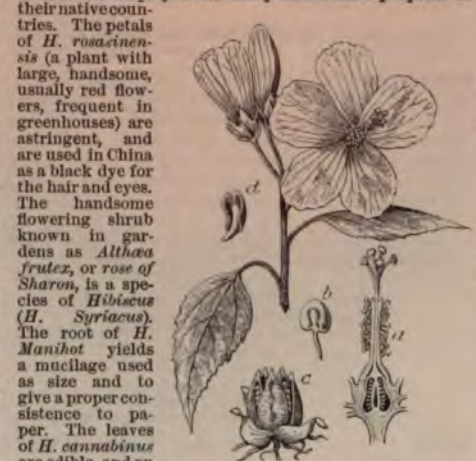 their native coun-
tries. The petals
of H. rosasinen-
sis (a plant with
large, handsome,
usually red flow-
ers, frequent in
greenhouses) are
astringent, and
are used in China
as a black dye for
the hair and eyes.
The handsome
flowering shrub
known in gar-
dens as Althæa
frutex, or rose of
Sharon, is a spe-
cies of Hibiscus
(H. Syriacus).
The root of H.
Manihot yields
a mucilage used
as size and to
give a proper con-
sistence to pa-
per. The leaves
of H. cannabinus
are edible, and an
d
b
a
c